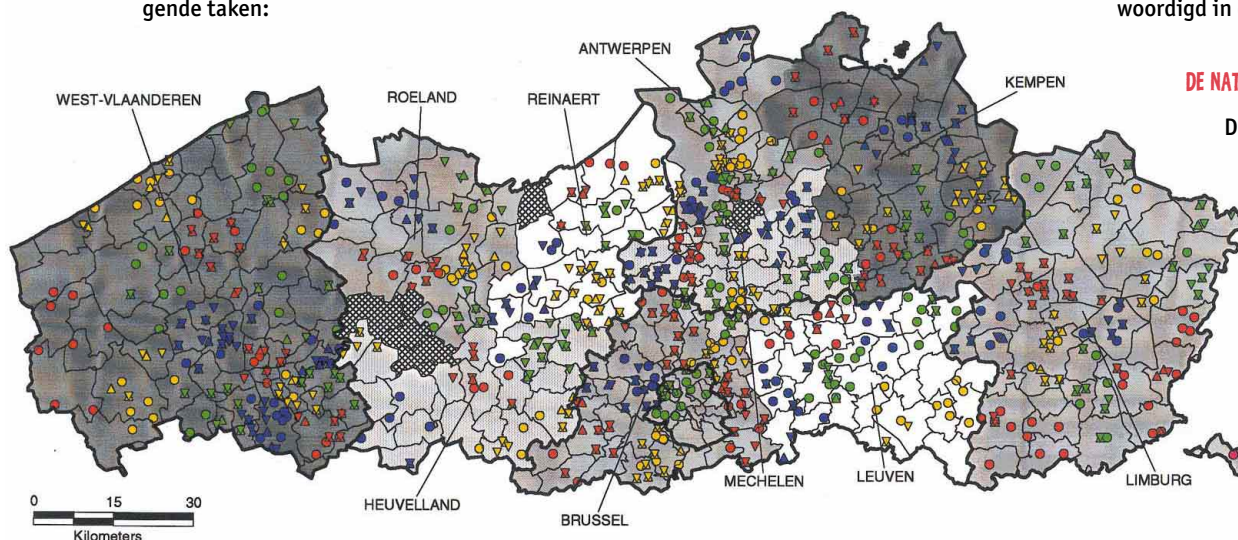 gende taken:
woordigd in
ANTWERPEN
DE NAT
WEST-VLAANDEREN
ROELAND
REINAERT
KEMPEN
D
0 15 30
Kilometers
HEUVELLAND
BRUSSEL
MECHELEN
LEUVEN
LIMBURG